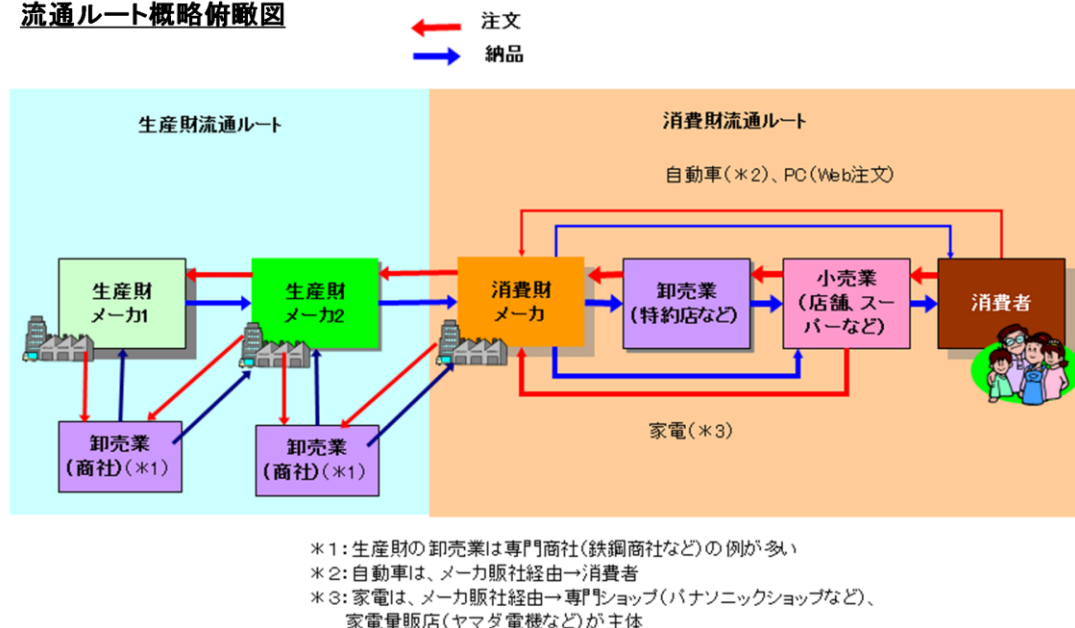 流通ルート概略俯瞰図
注文
納品
生産財流通ルート
消費財流通ルート
自動車(＊2)、PC(Web注文)
生産財
メーカ1
生産財
メーカ2
消費財
メーカ
卸売業
(特約店など)
小売業
(店舗、スー
パーなど)
消費者
卸売業
(商社)(＊1)
卸売業
(商社)(＊1)
家電(＊3)
＊1:生産財の卸売業は専門商社(鉄鋼商社など)の例が多い
＊2:自動車は、メーカ販社経由→消費者
＊3:家電は、メーカ販社経由→専門ショップ(パナソニックショップなど)、
家電量販店(ヤマダ電機など)が主体